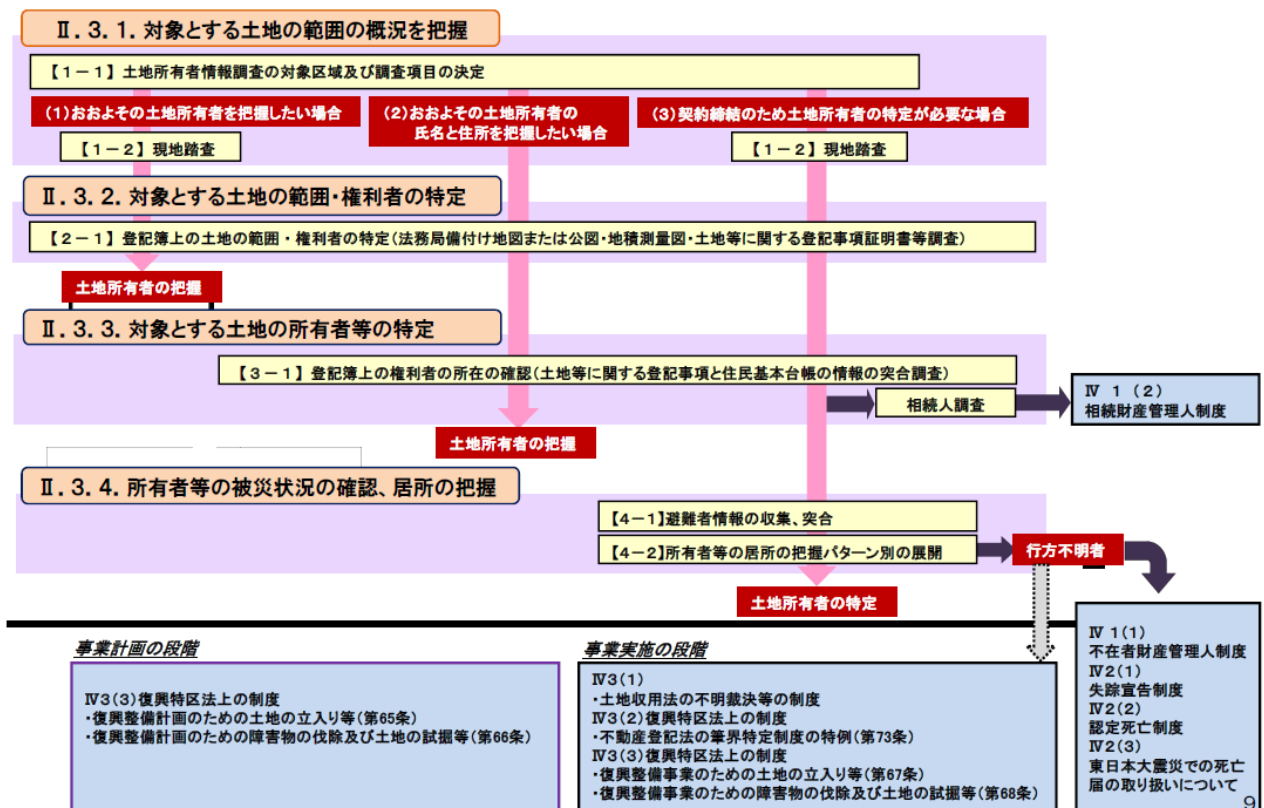 Ⅱ.3.1.対象とする土地の範囲の概況を把握
【1－1】土地所有者情報調査の対象区域及び調査項目の決定
(1)おおよその土地所有者を把握したい場合
(2)おおよその土地所有者の
氏名と住所を把握したい場合
(3)契約締結のため土地所有者の特定が必要な場合
【1－2】現地踏査
【1－2】現地踏査
Ⅱ.3.2.対象とする土地の範囲・権利者の特定
【2－1】登記簿上の土地の範囲・権利者の特定(法務局備付け地図または公図・地積測量図・土地等に関する登記事項証明書等調査)
土地所有者の把握
Ⅱ.3.3.対象とする土地の所有者等の特定
【3－1】登記簿上の権利者の所在の確認(土地等に関する登記事項と住民基本台帳の情報の突合調査)
相続人調査
Ⅳ 1 (2)
相続財産管理人制度
土地所有者の把握
Ⅱ.3.4.所有者等の被災状況の確認、居所の把握
【4－1】避難者情報の収集、突合
【4－2】所有者等の居所の把握パターン別の展開
行方不明者
土地所有者の特定
事業計画の段階
Ⅳ3(3)復興特区法上の制度
・復興整備計画のための土地の立入り等(第65条)
・復興整備計画のための障害物の伐除及び土地の試掘等(第66条)
事業実施の段階
Ⅳ3(1)
・土地収用法の不明裁決等の制度
Ⅳ3(2)復興特区法上の制度
・不動産登記法の筆界特定制度の特例(第73条)
Ⅳ3(3)復興特区法上の制度
・復興整備事業のための土地の立入り等(第67条)
・復興整備事業のための障害物の伐除及び土地の試掘等(第68条)
Ⅳ 1(1)
不在者財産管理人制度
Ⅳ2(1)
失踪宣告制度
Ⅳ2(2)
認定死亡制度
Ⅳ2(3)
東日本大震災での死亡
届の取り扱いについて
9